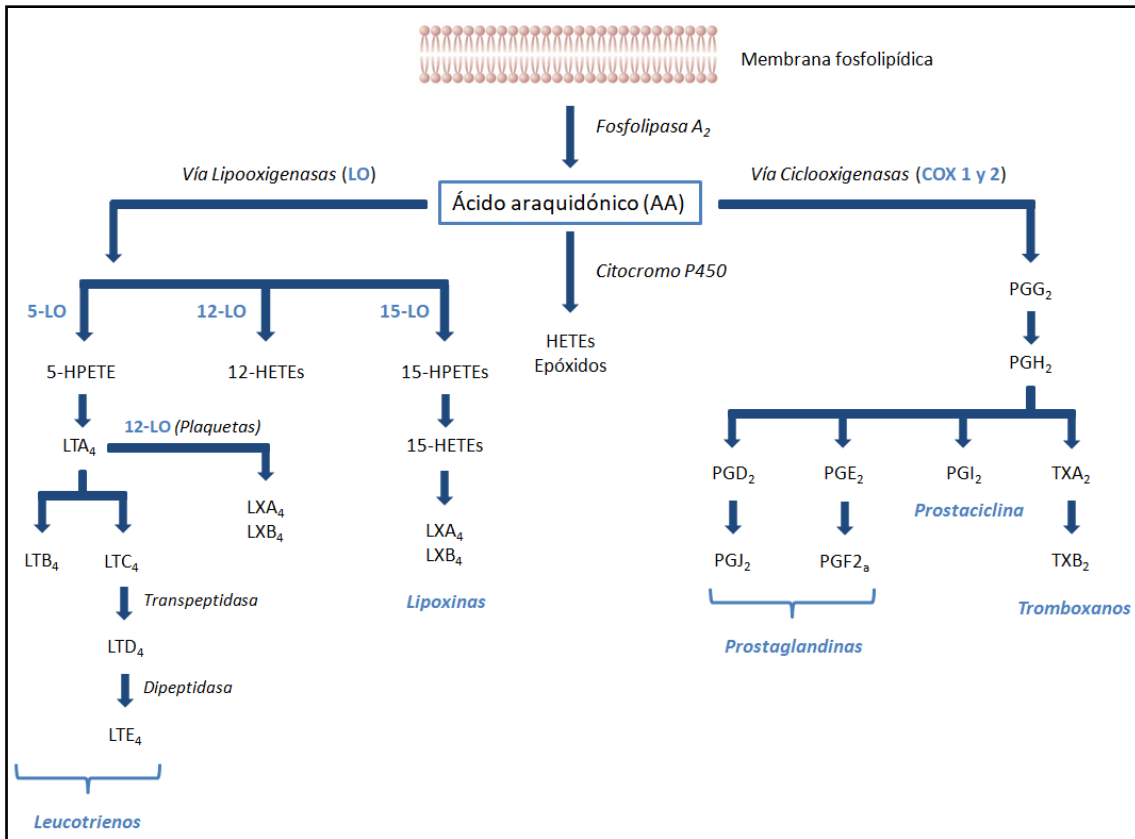 Membrana fosfolipídica
Fosfolipasa A₂
Vía Lipooxigenasas (LO)
Vía Ciclooxigenasas (COX 1 y 2)
Ácido araquidónico (AA)
Citocromo P450
5-LO
12-LO
15-LO
PGG₂
5-HPETE
12-HETEs
15-HPETEs
HETEs
Epóxidos
PGH₂
12-LO (Plaquetas)
LTA₄
15-HETEs
PGD₂
PGE₂
PGI₂
TXA₂
LXA₄
LXB₄
Prostaciclina
LXA₄
LXB₄
LTB₄
LTC₄
PGJ₂
PGF2ₐ
TXB₂
Transpeptidasa
Lipoxinas
Tromboxanos
LTD₄
Prostaglandinas
Dipeptidasa
LTE₄
Leucotrienos